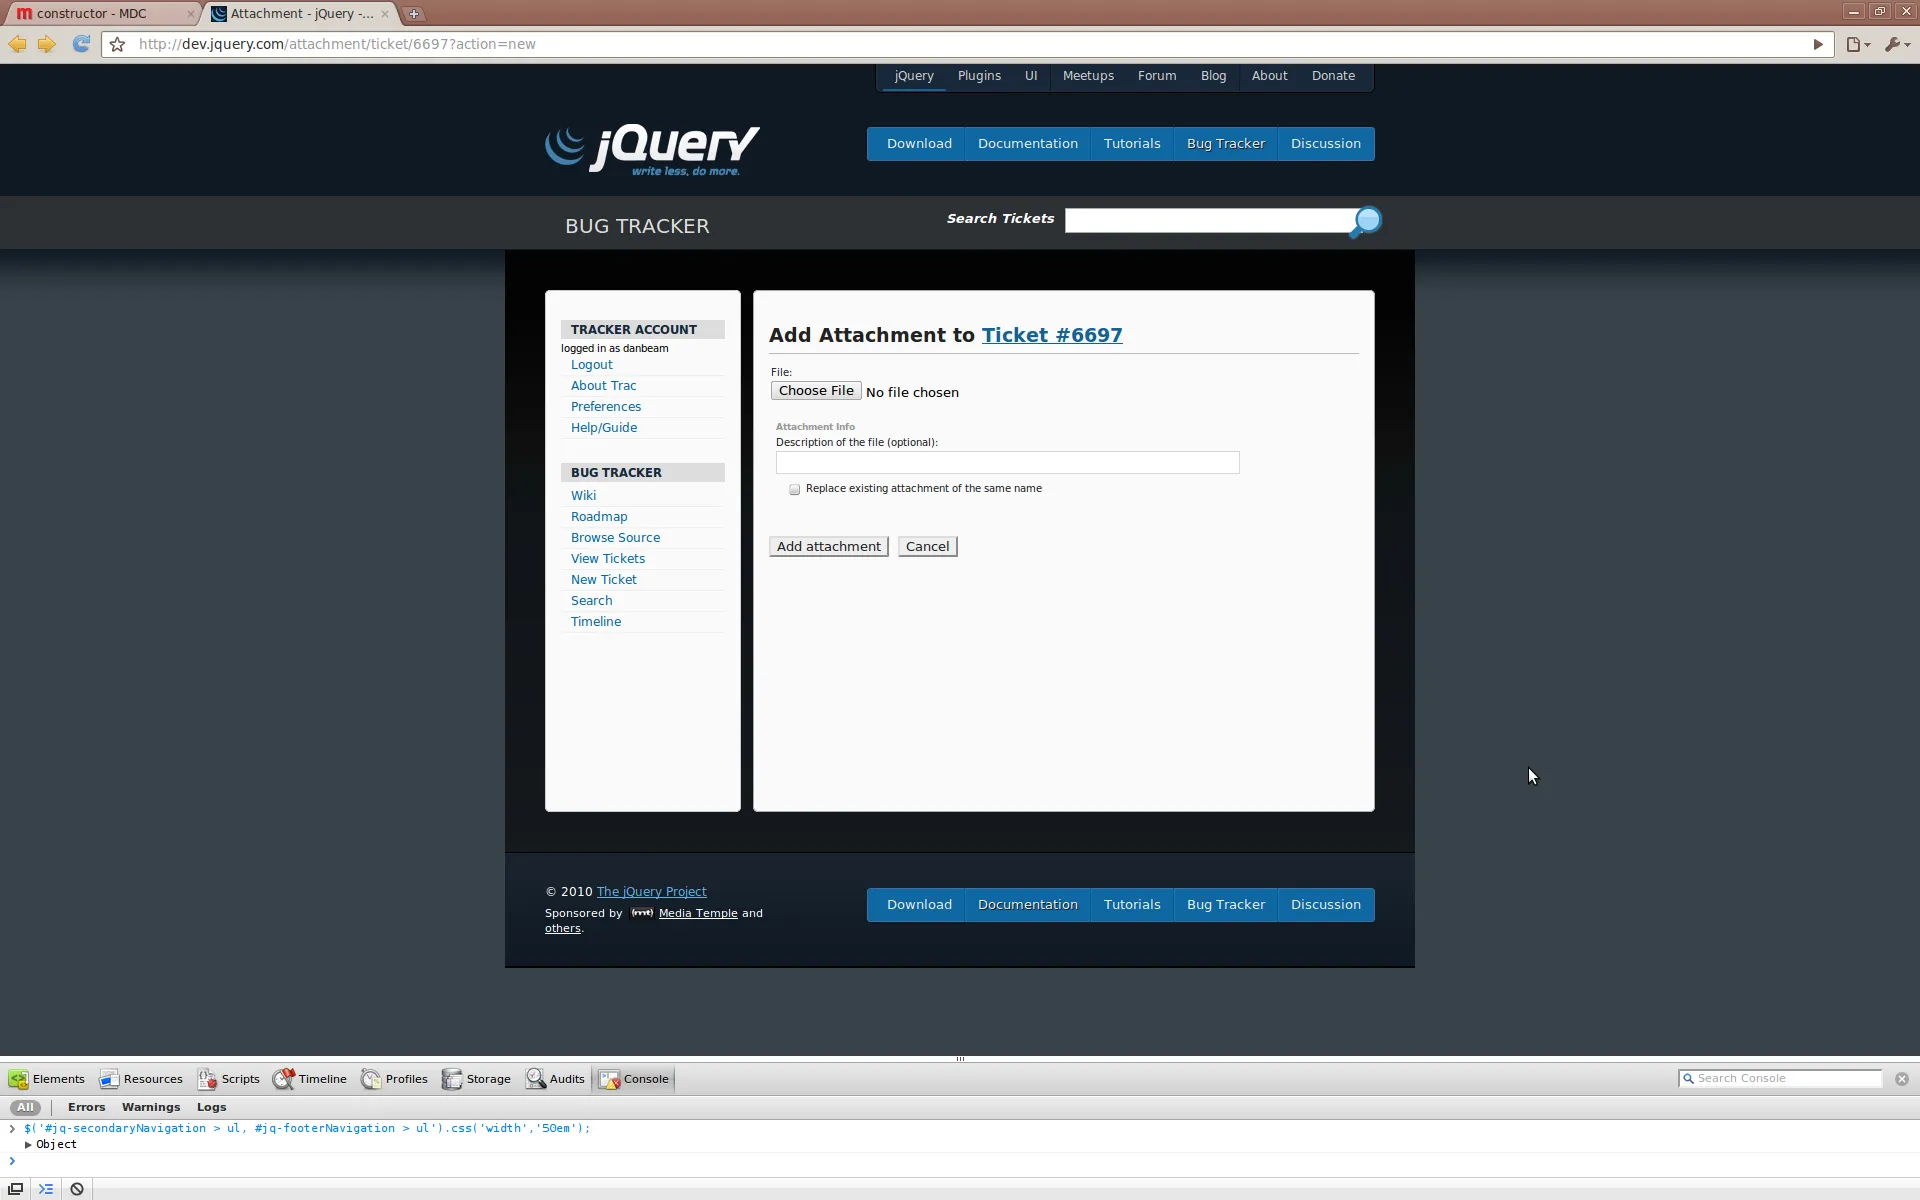 constructor - MDC
Attachment - jQuery -...
http://dev.jquery.com/attachment/ticket/6697?action=new
jQuery Plugins UI Meetups Forum Blog About Donate
jQuery
write less, do more.
Download Documentation Tutorials Bug Tracker Discussion
BUG TRACKER
Search Tickets
TRACKER ACCOUNT
logged in as danbeam
Logout
About Trac
Preferences
Help/Guide
BUG TRACKER
Wiki
Roadmap
Browse Source
View Tickets
New Ticket
Search
Timeline
Add Attachment to Ticket #6697
File:
Choose File No file chosen
Attachment Info
Description of the file (optional):
Replace existing attachment of the same name
Add attachment Cancel
© 2010 The jQuery Project
Sponsored by (mt) Media Temple and
others.
Download Documentation Tutorials Bug Tracker Discussion
Elements Resources Scripts Timeline Profiles Storage Audits Console
Search Console
All Errors Warnings Logs
$('#jq-secondaryNavigation > ul, #jq-footerNavigation > ul').css('width','50em');
Object